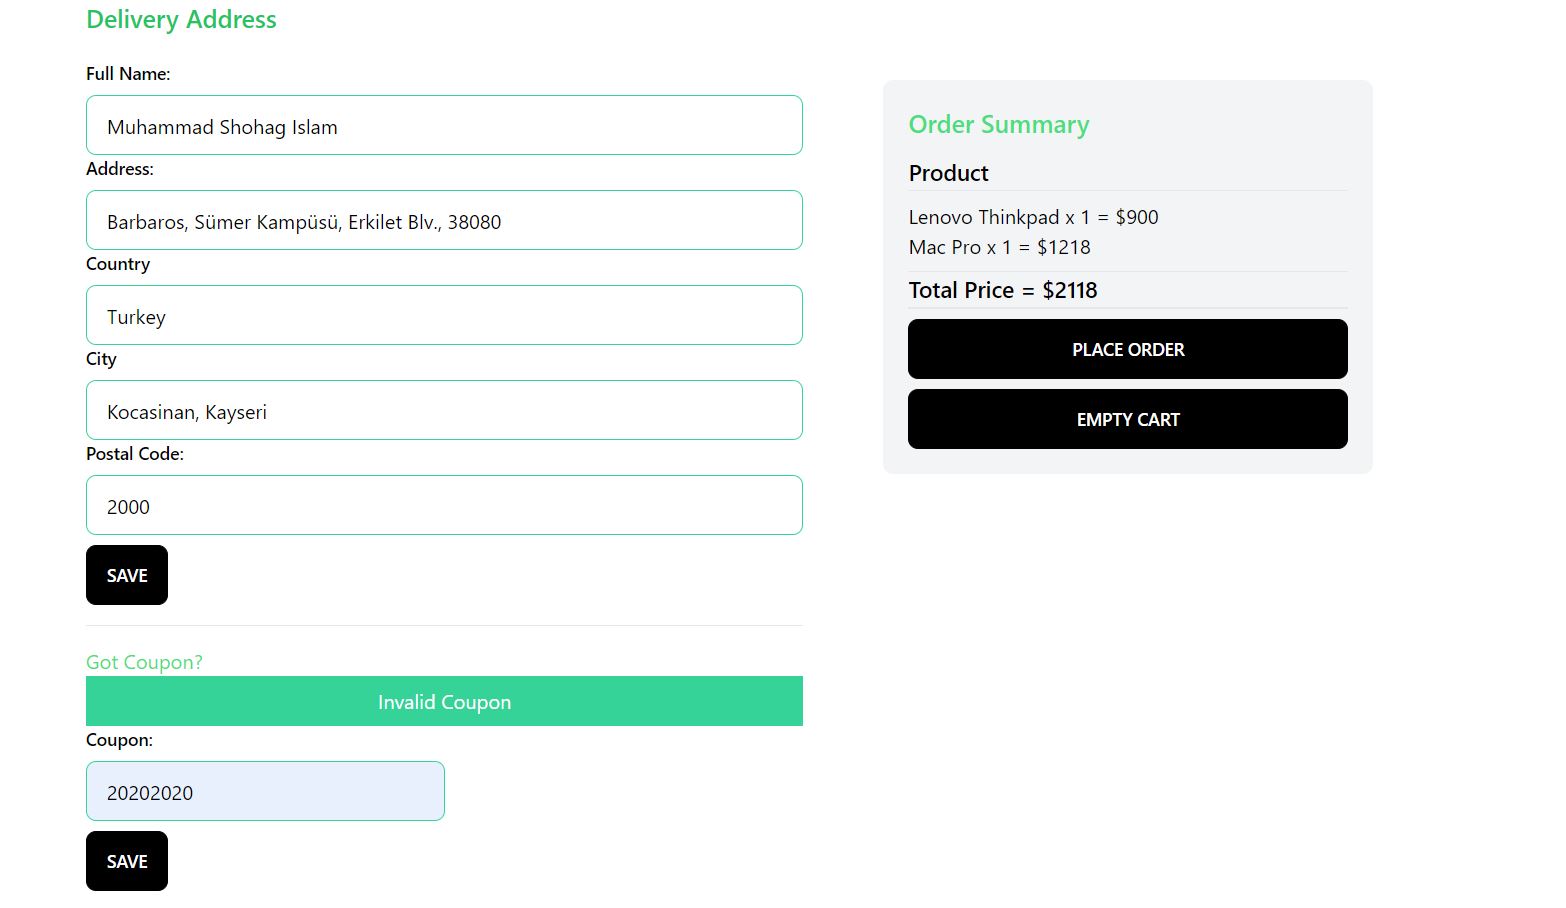 Delivery Address
Full Name:
Muhammad Shohag Islam
Address:
Barbaros, Sümer Kampüsü, Erkilet Blv., 38080
Country
Turkey
City
Kocasinan, Kayseri
Postal Code:
2000
SAVE
Got Coupon?
Invalid Coupon
Coupon:
20202020
SAVE
Order Summary
Product
Lenovo Thinkpad x 1 = $900
Mac Pro x 1 = $1218
Total Price = $2118
PLACE ORDER
EMPTY CART